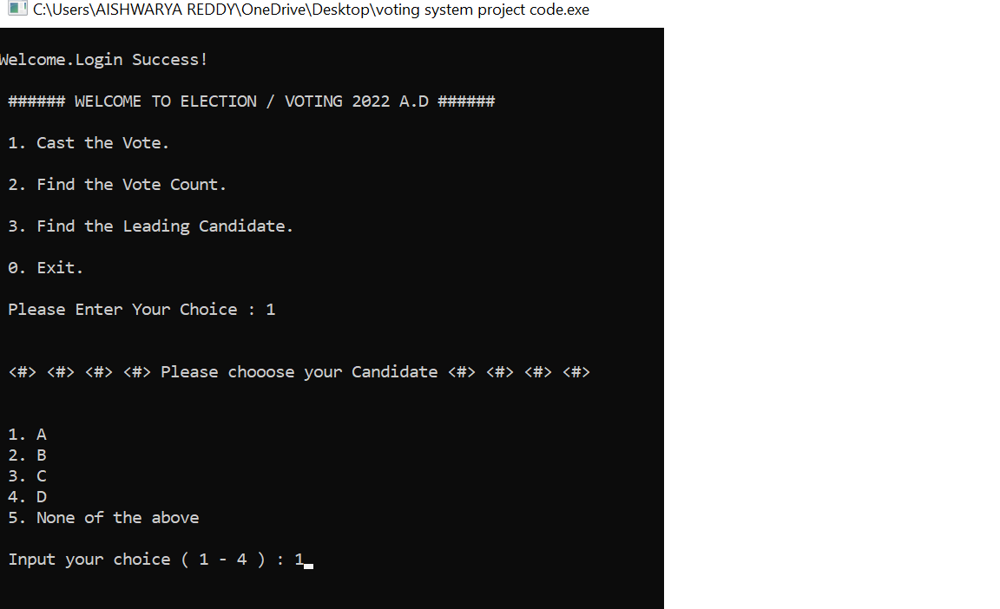 C:\Users\AISHWARYA REDDY\OneDrive\Desktop\voting system project code.exe
Welcome.Login Success!
###### WELCOME TO ELECTION / VOTING 2022 A.D ######
1. Cast the Vote.
2. Find the Vote Count.
3. Find the Leading Candidate.
0. Exit.
Please Enter Your Choice : 1
<#> <#> <#> <#> Please chooose your Candidate <#> <#> <#> <#>
1. A
2. B
3. C
4. D
5. None of the above
Input your choice ( 1 - 4 ) : 1